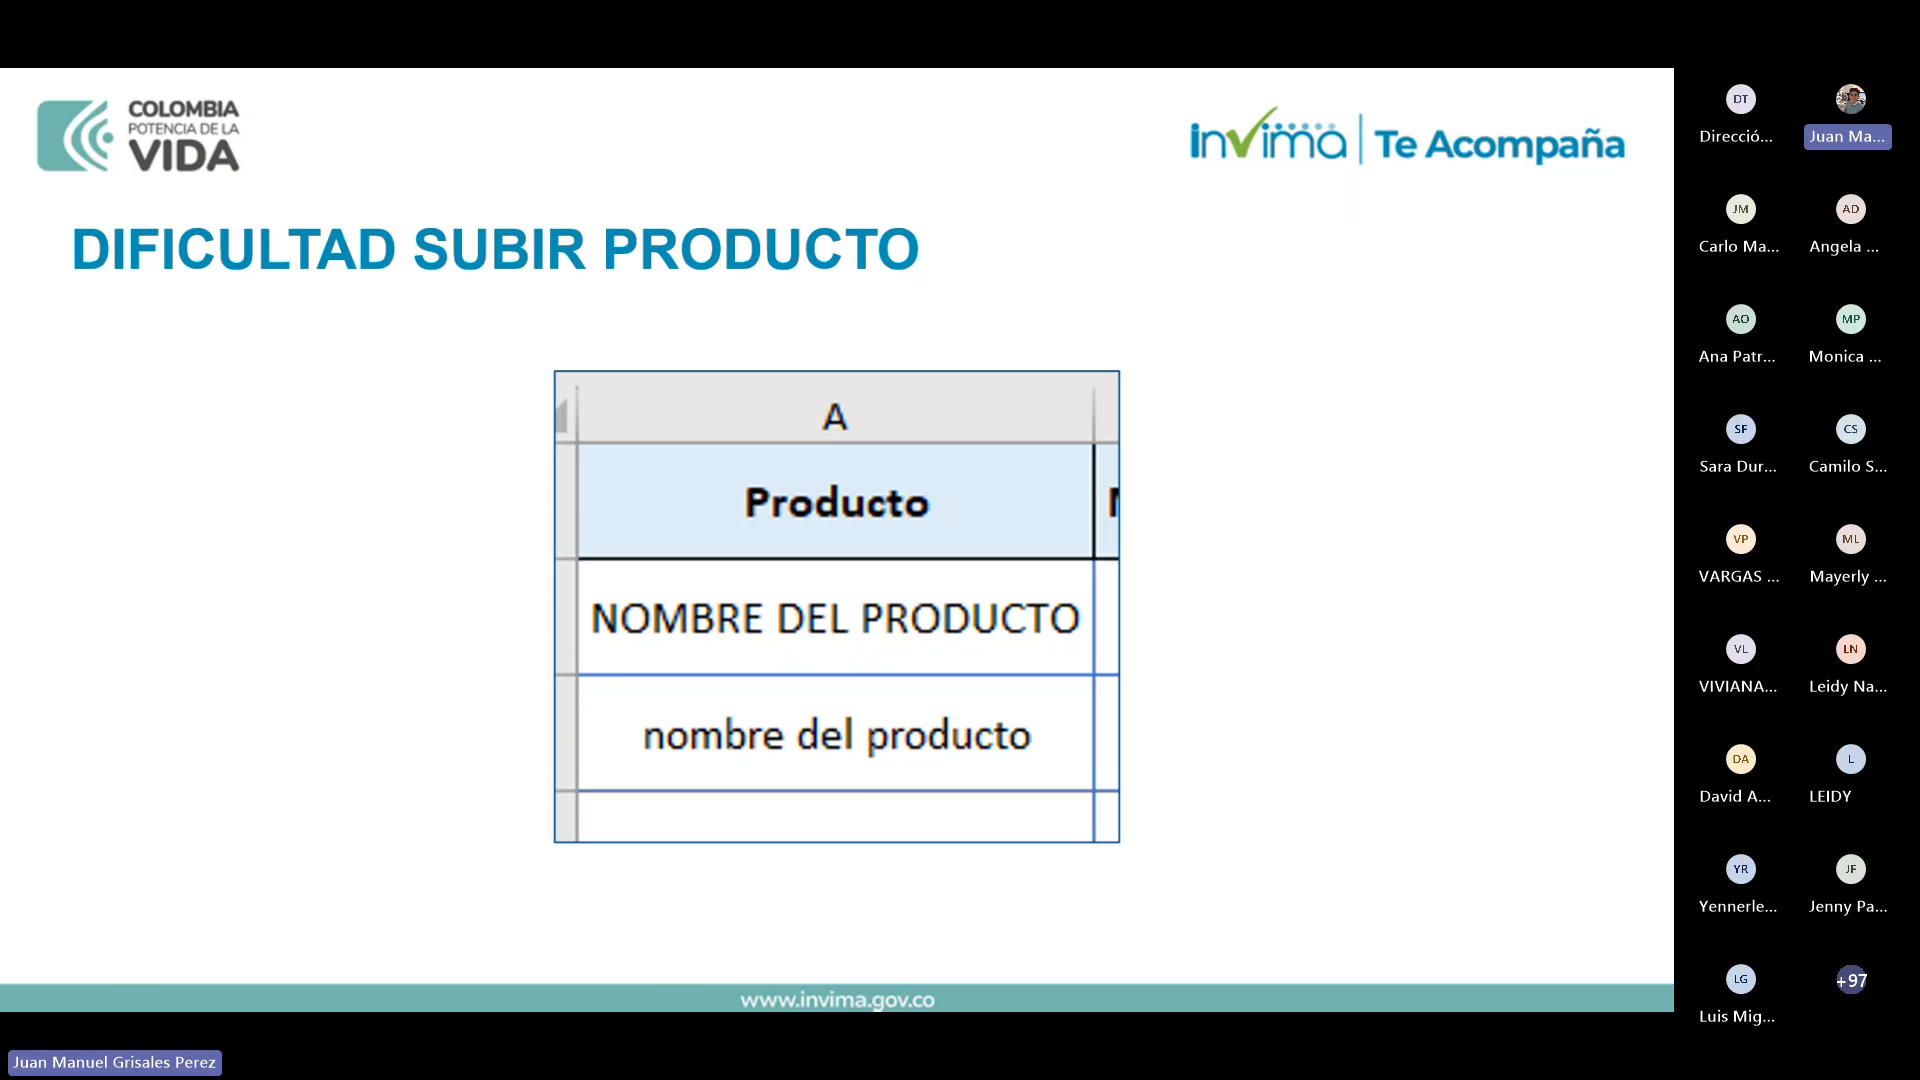 COLOMBIA
POTENCIA DE LA
VIDA
invima | Te Acompaña
DIFICULTAD SUBIR PRODUCTO
A
Producto
NOMBRE DEL PRODUCTO
nombre del producto
www.invima.gov.co
DT
Direcció...
Juan Ma...
JM
Carlo Ma...
AD
Angela ...
AO
Ana Patr...
MP
Monica ...
SF
Sara Dur...
CS
Camilo S...
VP
VARGAS ...
ML
Mayerly ...
VL
VIVIANA...
LN
Leidy Na...
DA
David A...
L
LEIDY
YR
Yennerle...
JF
Jenny Pa...
LG
Luis Mig...
+97
Juan Manuel Grisales Perez